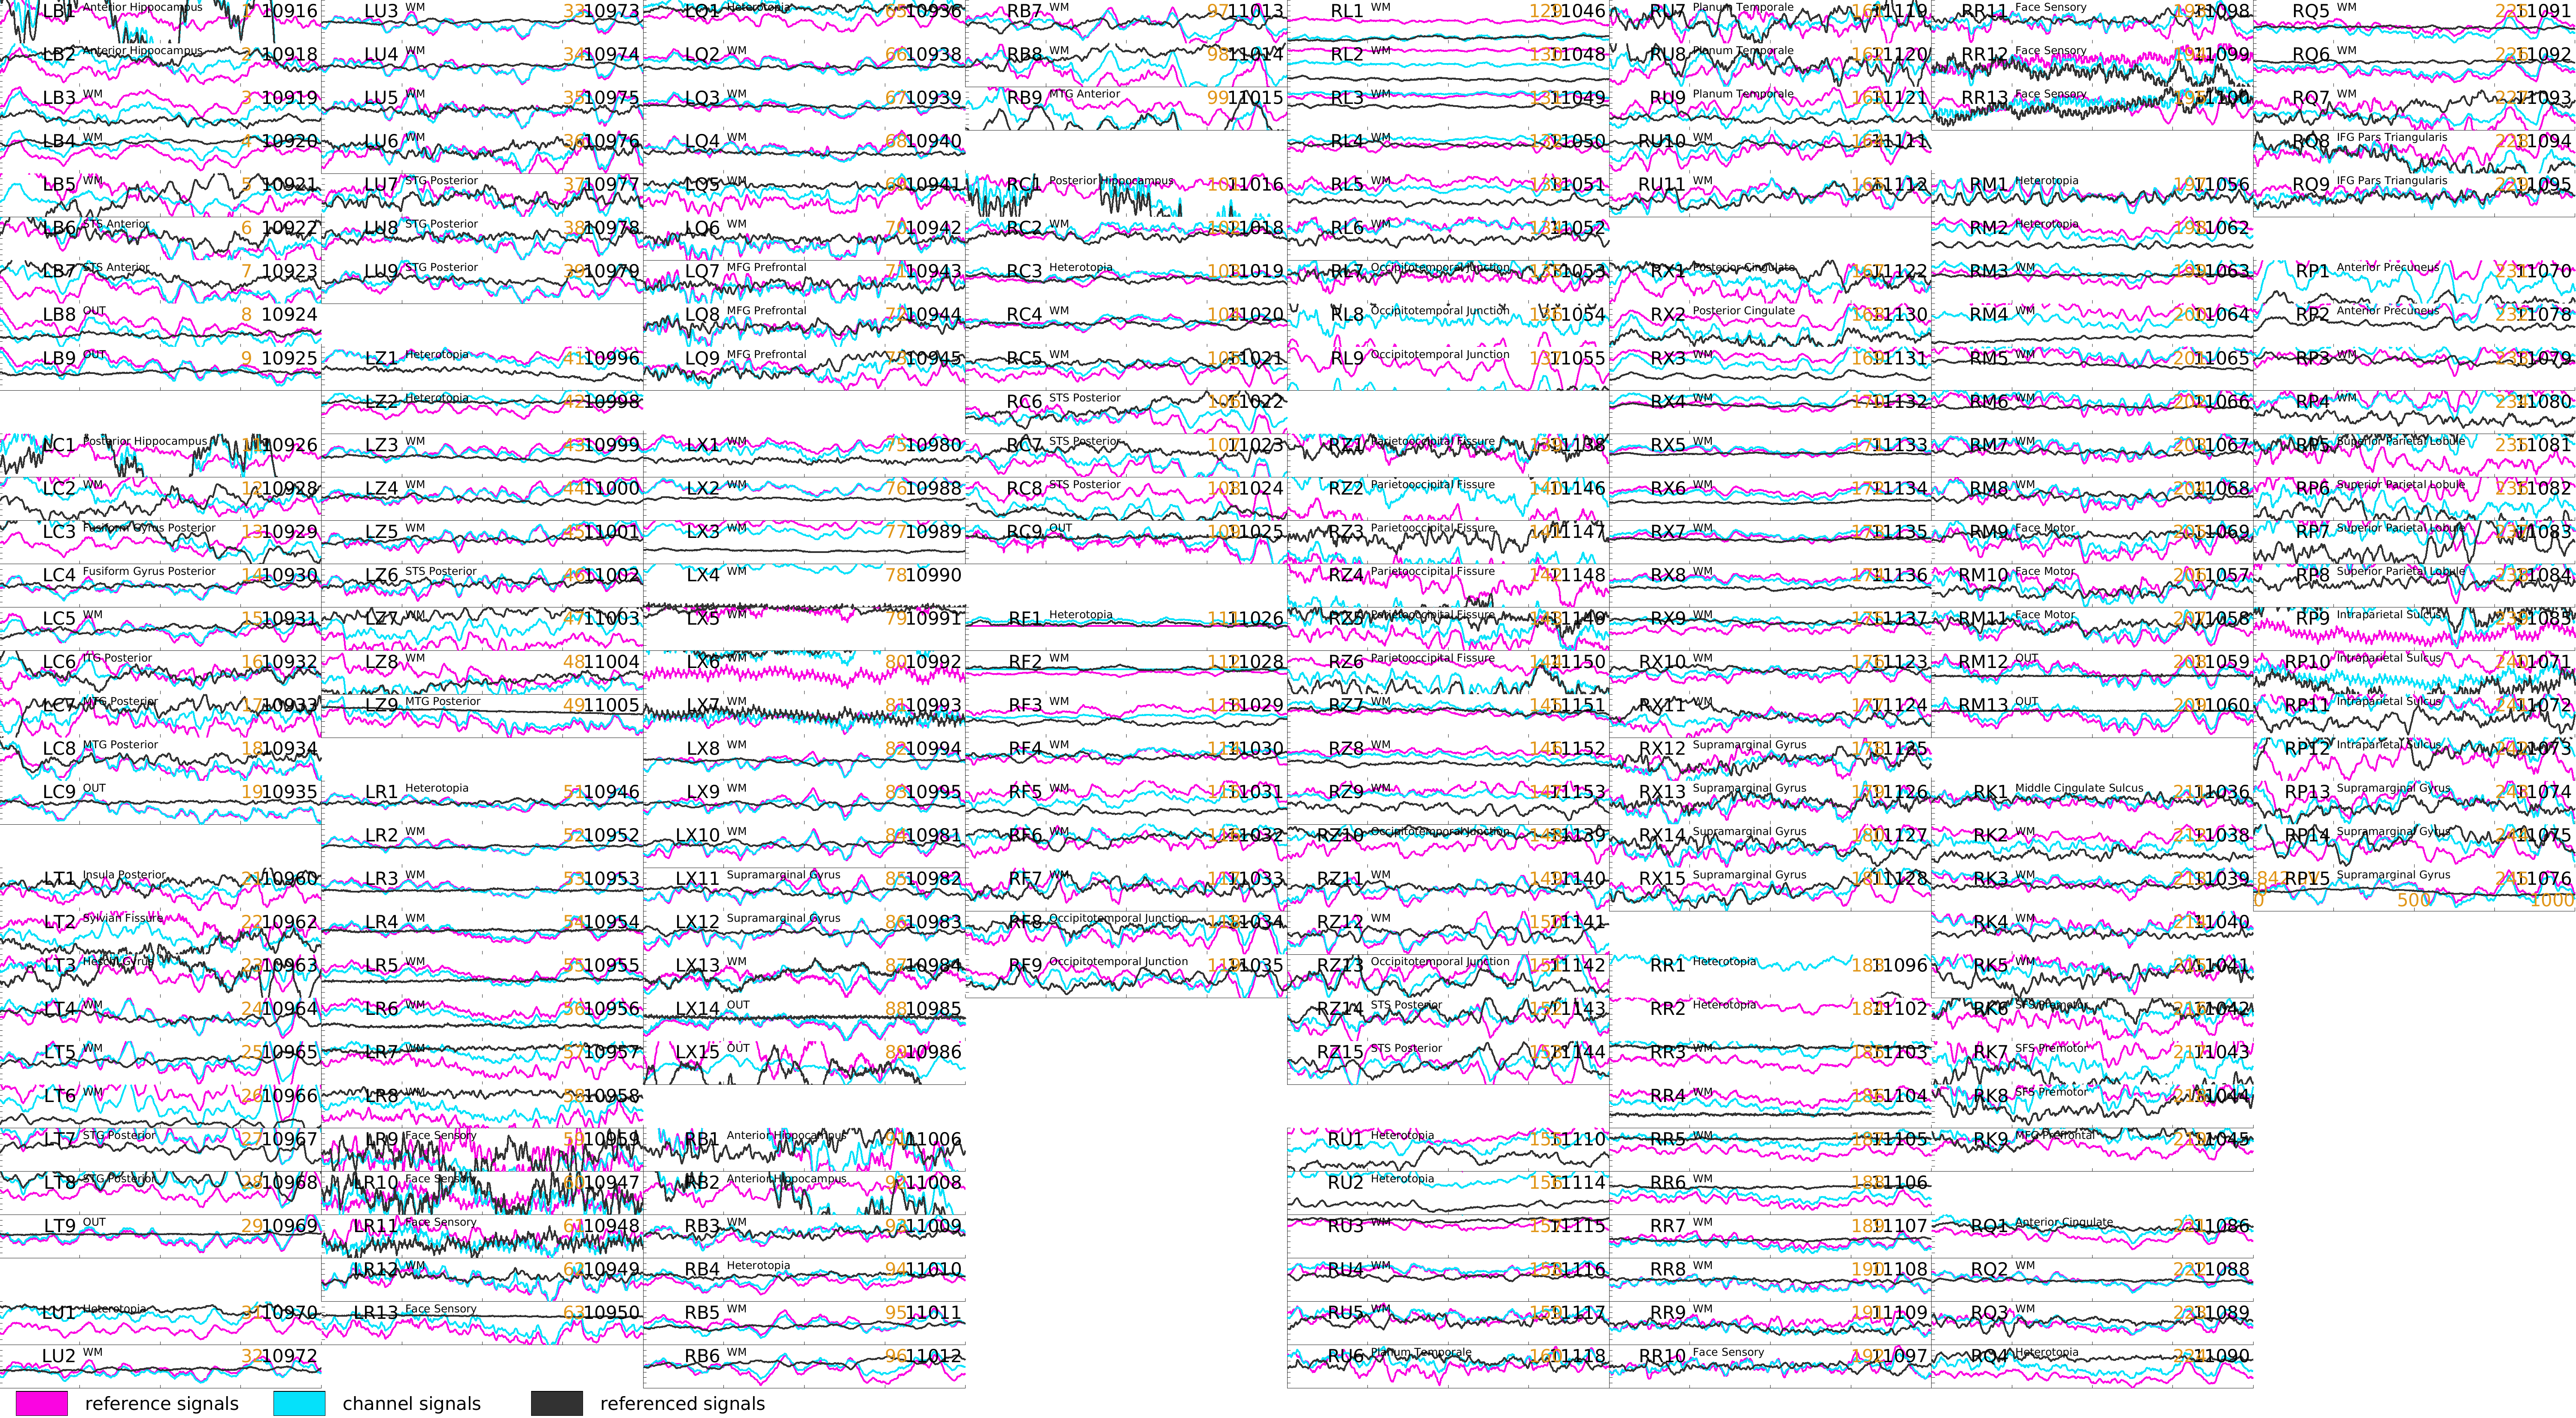 LB1 Anterior Hippocampus 1 10916
LB2 Anterior Hippocampus 2 10918
LB3 WM 3 10919
LB4 WM 4 10920
LB5 WM 5 10921
LB6 STS Anterior 6 10922
LB7 STS Anterior 7 10923
LB8 OUT 8 10924
LB9 OUT 9 10925
LC1 Posterior Hippocampus 11 10926
LC2 WM 12 10928
LC3 Fusiform Gyrus Posterior 13 10929
LC4 Fusiform Gyrus Posterior 14 10930
LC5 WM 15 10931
LC6 ITG Posterior 16 10932
LC7 MTG Posterior 17 10933
LC8 MTG Posterior 18 10934
LC9 OUT 19 10935
LT1 Insula Posterior 21 10960
LT2 Sylvian Fissure 22 10962
LT3 Heschl Gyrus 23 10963
LT4 WM 24 10964
LT5 WM 25 10965
LT6 WM 26 10966
LT7 STG Posterior 27 10967
LT8 STG Posterior 28 10968
LT9 OUT 29 10969
LU1 Heterotopia 31 10970
LU2 WM 32 10972
LU3 WM 33 10973
LU4 WM 34 10974
LU5 WM 35 10975
LU6 WM 36 10976
LU7 STG Posterior 37 10977
LU8 STG Posterior 38 10978
LU9 STG Posterior 39 10979
LZ1 Heterotopia 41 10996
LZ2 Heterotopia 42 10998
LZ3 WM 43 10999
LZ4 WM 44 11000
LZ5 WM 45 11001
LZ6 STS Posterior 46 11002
LZ7 WM 47 11003
LZ8 WM 48 11004
LZ9 MTG Posterior 49 11005
LR1 Heterotopia 51 10946
LR2 WM 52 10952
LR3 WM 53 10953
LR4 WM 54 10954
LR5 WM 55 10955
LR6 WM 56 10956
LR7 WM 57 10957
LR8 WM 58 10958
LR9 Face Sensory 59 10959
LR10 Face Sensory 60 10947
LR11 Face Sensory 61 10948
LR12 WM 62 10949
LR13 Face Sensory 63 10950
LQ1 Heterotopia 65 10936
LQ2 WM 66 10938
LQ3 WM 67 10939
LQ4 WM 68 10940
LQ5 WM 69 10941
LQ6 WM 70 10942
LQ7 MFG Prefrontal 71 10943
LQ8 MFG Prefrontal 72 10944
LQ9 MFG Prefrontal 73 10945
LX1 WM 75 10980
LX2 WM 76 10988
LX3 WM 77 10989
LX4 WM 78 10990
LX5 WM 79 10991
LX6 WM 80 10992
LX7 WM 81 10993
LX8 WM 82 10994
LX9 WM 83 10995
LX10 WM 84 10981
LX11 Supramarginal Gyrus 85 10982
LX12 Supramarginal Gyrus 86 10983
LX13 WM 87 10984
LX14 OUT 88 10985
LX15 OUT 89 10986
RB1 Anterior Hippocampus 91 11006
RB2 Anterior Hippocampus 92 11008
RB3 WM 93 11009
RB4 Heterotopia 94 11010
RB5 WM 95 11011
RB6 WM 96 11012
RB7 WM 97 11013
RB8 WM 98 11014
RB9 MTG Anterior 99 11015
RC1 Posterior Hippocampus 101 11016
RC2 WM 102 11018
RC3 Heterotopia 103 11019
RC4 WM 104 11020
RC5 WM 105 11021
RC6 STS Posterior 106 11022
RC7 STS Posterior 107 11023
RC8 STS Posterior 108 11024
RC9 OUT 109 11025
RF1 Heterotopia 111 11026
RF2 WM 112 11028
RF3 WM 113 11029
RF4 WM 114 11030
RF5 WM 115 11031
RF6 WM 116 11032
RF7 WM 117 11033
RF8 Occipitotemporal Junction 118 11034
RF9 Occipitotemporal Junction 119 11035
RL1 WM 129 11046
RL2 WM 130 11048
RL3 WM 131 11049
RL4 WM 132 11050
RL5 WM 133 11051
RL6 WM 134 11052
RL7 Occipitotemporal Junction 135 11053
RL8 Occipitotemporal Junction 136 11054
RL9 Occipitotemporal Junction 137 11055
RZ1 Parietooccipital Fissure 139 11138
RZ2 Parietooccipital Fissure 140 11146
RZ3 Parietooccipital Fissure 141 11147
RZ4 Parietooccipital Fissure 142 11148
RZ5 Parietooccipital Fissure 143 11149
RZ6 Parietooccipital Fissure 144 11150
RZ7 WM 145 11151
RZ8 WM 146 11152
RZ9 WM 147 11153
RZ10 Occipitotemporal Junction 148 11139
RZ11 WM 149 11140
RZ12 WM 150 11141
RZ13 Occipitotemporal Junction 151 11142
RZ14 STS Posterior 152 11143
RZ15 STS Posterior 153 11144
RU1 Heterotopia 155 11110
RU2 Heterotopia 156 11114
RU3 WM 157 11115
RU4 WM 158 11116
RU5 WM 159 11117
RU6 Planum Temporale 160 11118
RU7 Planum Temporale 161 11119
RU8 Planum Temporale 162 11120
RU9 Planum Temporale 163 11121
RU10 WM 164 11111
RU11 WM 165 11112
RX1 Posterior Cingulate 167 11122
RX2 Posterior Cingulate 168 11130
RX3 WM 169 11131
RX4 WM 170 11132
RX5 WM 171 11133
RX6 WM 172 11134
RX7 WM 173 11135
RX8 WM 174 11136
RX9 WM 175 11137
RX10 WM 176 11123
RX11 WM 177 11124
RX12 Supramarginal Gyrus 178 11125
RX13 Supramarginal Gyrus 179 11126
RX14 Supramarginal Gyrus 180 11127
RX15 Supramarginal Gyrus 181 11128
RR1 Heterotopia 183 11096
RR2 Heterotopia 184 11102
RR3 WM 185 11103
RR4 WM 186 11104
RR5 WM 187 11105
RR6 WM 188 11106
RR7 WM 189 11107
RR8 WM 190 11108
RR9 WM 191 11109
RR10 Face Sensory 192 11097
RR11 Face Sensory 193 11098
RR12 Face Sensory 194 11099
RR13 Face Sensory 195 11100
RM1 Heterotopia 197 11056
RM2 Heterotopia 198 11062
RM3 WM 199 11063
RM4 WM 200 11064
RM5 WM 201 11065
RM6 WM 202 11066
RM7 WM 203 11067
RM8 WM 204 11068
RM9 Face Motor 205 11069
RM10 Face Motor 206 11057
RM11 Face Motor 207 11058
RM12 OUT 208 11059
RM13 OUT 209 11060
RK1 Middle Cingulate Sulcus 211 11036
RK2 WM 212 11038
RK3 WM 213 11039
RK4 WM 214 11040
RK5 WM 215 11041
RK6 SFS Premotor 216 11042
RK7 SFS Premotor 217 11043
RK8 SFS Premotor 218 11044
RK9 MFG Prefrontal 219 11045
RQ1 Anterior Cingulate 221 11086
RQ2 WM 222 11088
RQ3 WM 223 11089
RQ4 Heterotopia 224 11090
RQ5 WM 225 11091
RQ6 WM 226 11092
RQ7 WM 227 11093
RQ8 IFG Pars Triangularis 228 11094
RQ9 IFG Pars Triangularis 229 11095
RP1 Anterior Precuneus 231 11070
RP2 Anterior Precuneus 232 11078
RP3 WM 233 11079
RP4 WM 234 11080
RP5 Superior Parietal Lobule 235 11081
RP6 Superior Parietal Lobule 236 11082
RP7 Superior Parietal Lobule 237 11083
RP8 Superior Parietal Lobule 238 11084
RP9 Intraparietal Sulcus 239 11085
RP10 Intraparietal Sulcus 240 11071
RP11 Intraparietal Sulcus 241 11072
RP12 Intraparietal Sulcus 242 11073
RP13 Supramarginal Gyrus 243 11074
RP14 Supramarginal Gyrus 244 11075
RP15 Supramarginal Gyrus 245 11076
0 500 1000
reference signals channel signals referenced signals